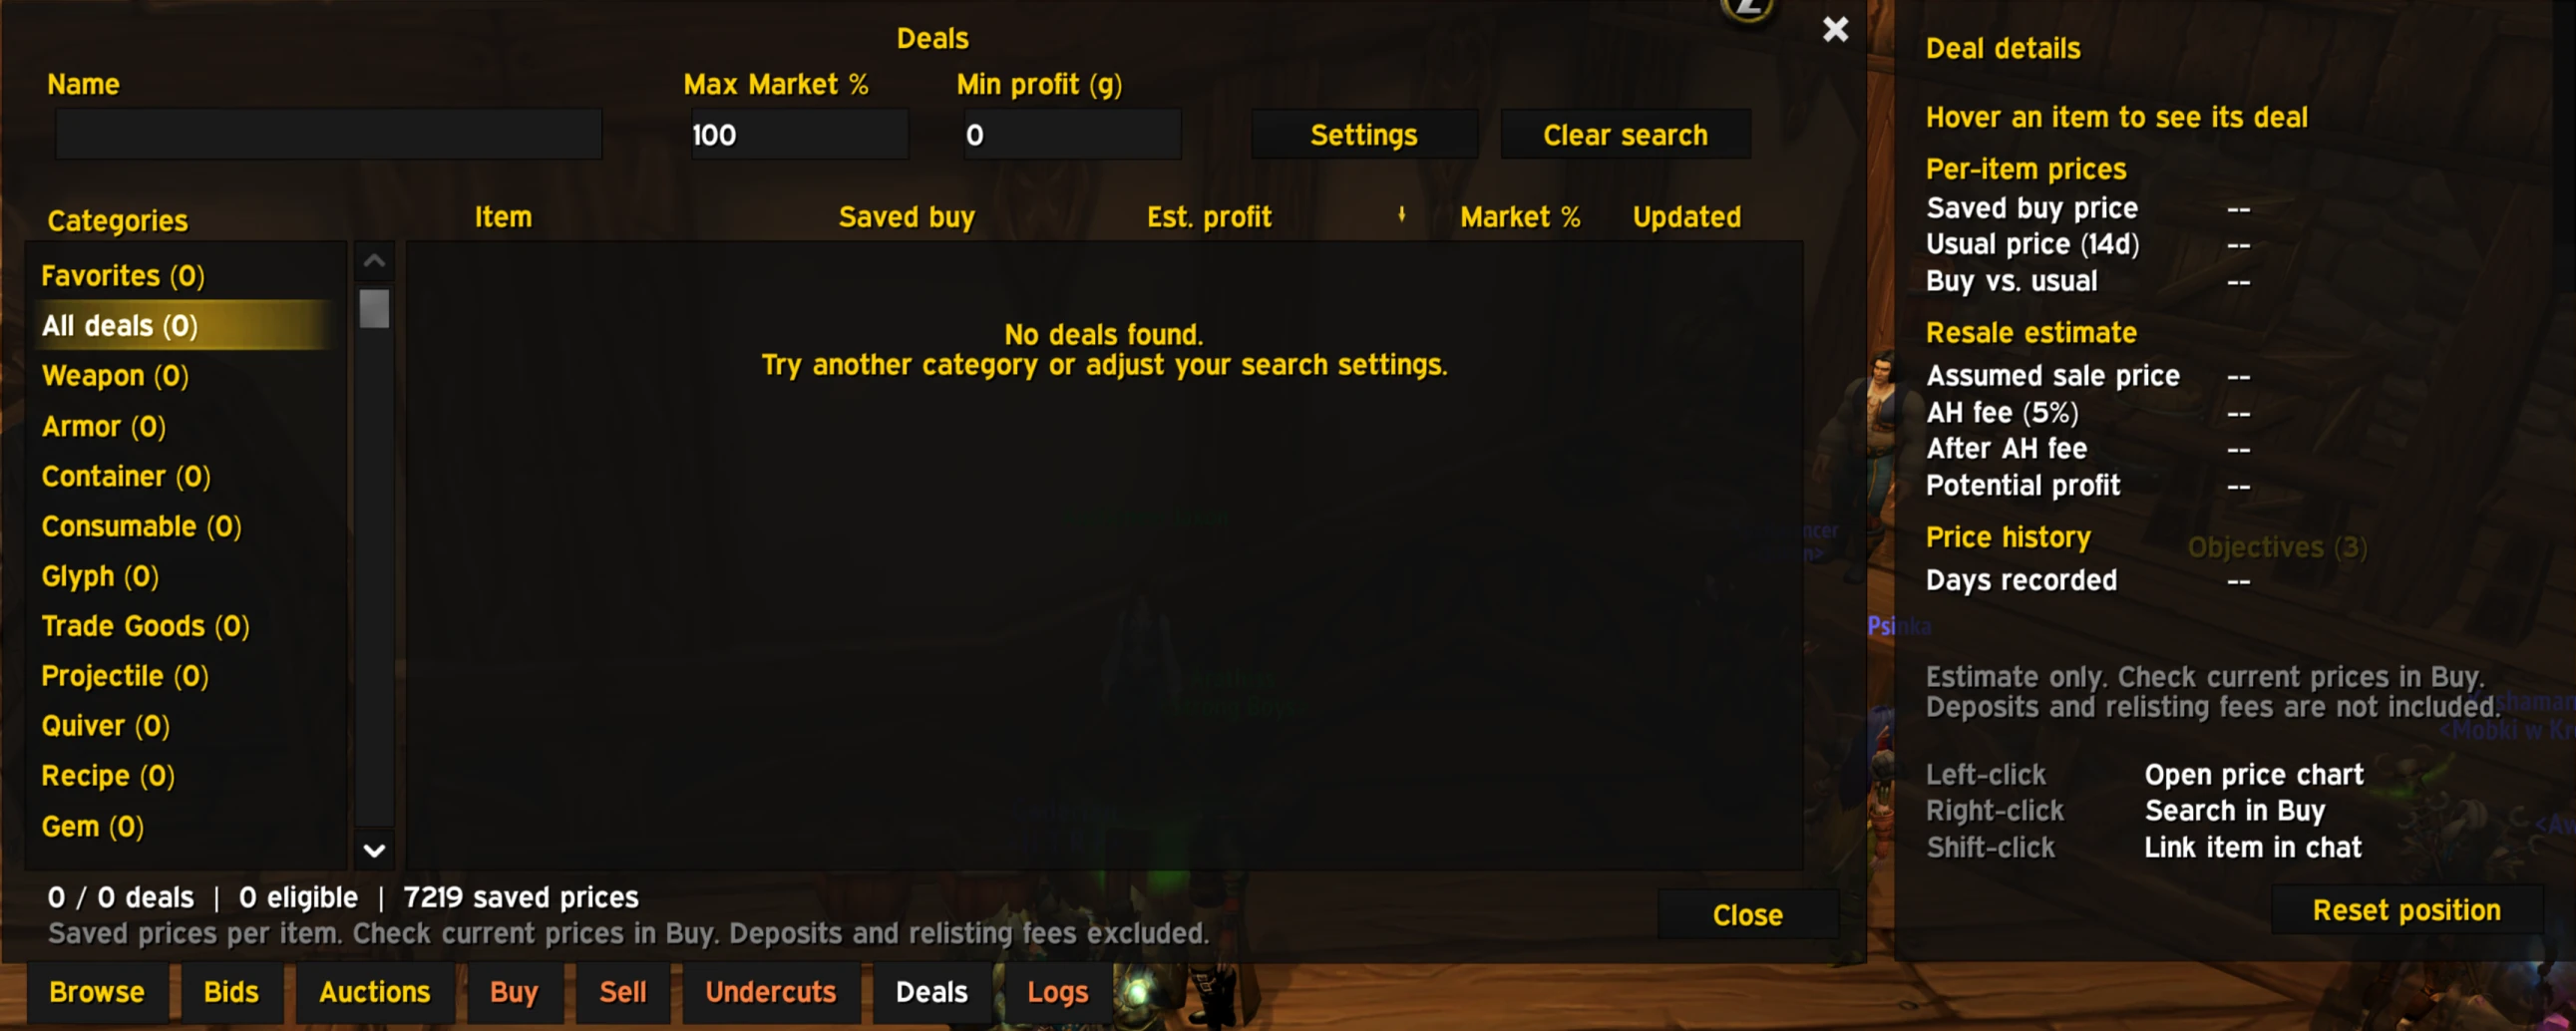 Deals
Name
Max Market %
Min profit (g)
100
0
Settings
Clear search
Categories
Item
Saved buy
Est. profit
Market %
Updated
Favorites (0)
All deals (0)
Weapon (0)
Armor (0)
Container (0)
Consumable (0)
Glyph (0)
Trade Goods (0)
Projectile (0)
Quiver (0)
Recipe (0)
Gem (0)
No deals found.
Try another category or adjust your search settings.
0 / 0 deals | 0 eligible | 7219 saved prices
Saved prices per item. Check current prices in Buy. Deposits and relisting fees excluded.
Close
Browse
Bids
Auctions
Buy
Sell
Undercuts
Deals
Logs
Deal details
Hover an item to see its deal
Per-item prices
Saved buy price --
Usual price (14d) --
Buy vs. usual --
Resale estimate
Assumed sale price --
AH fee (5%) --
After AH fee --
Potential profit --
Price history
Objectives (3)
Days recorded --
Psinka
Estimate only. Check current prices in Buy.
Deposits and relisting fees are not included.
Left-click Open price chart
Right-click Search in Buy
Shift-click Link item in chat
Reset position